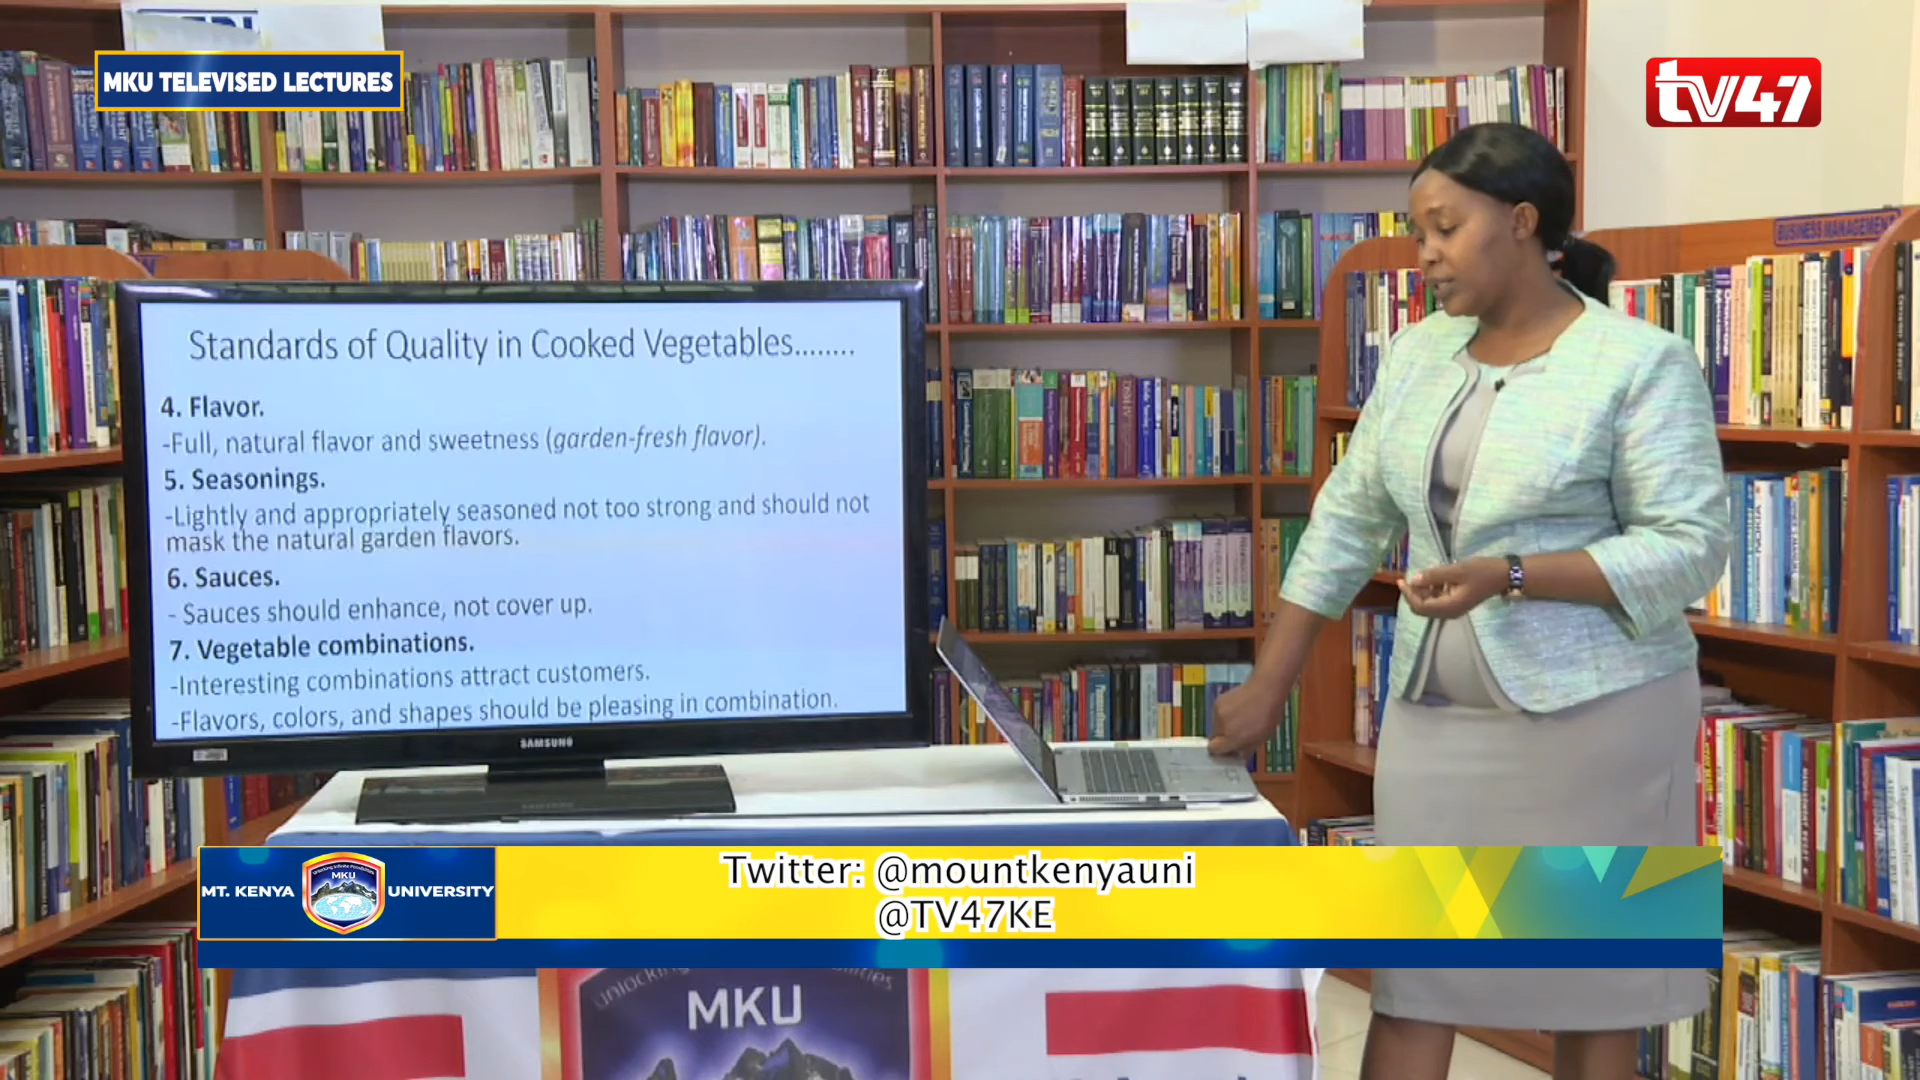 MKU TELEVISED LECTURES
tv47
BUSINESS MANAGEMENT
Standards of Quality in Cooked Vegetables........
4. Flavor.
-Full, natural flavor and sweetness (garden-fresh flavor).
5. Seasonings.
-Lightly and appropriately seasoned not too strong and should not
mask the natural garden flavors.
6. Sauces.
- Sauces should enhance, not cover up.
7. Vegetable combinations.
-Interesting combinations attract customers.
-Flavors, colors, and shapes should be pleasing in combination.
SAMSUNG
Twitter: @mountkenyauni
@TV47KE
MT. KENYA
MKU
UNIVERSITY
MKU